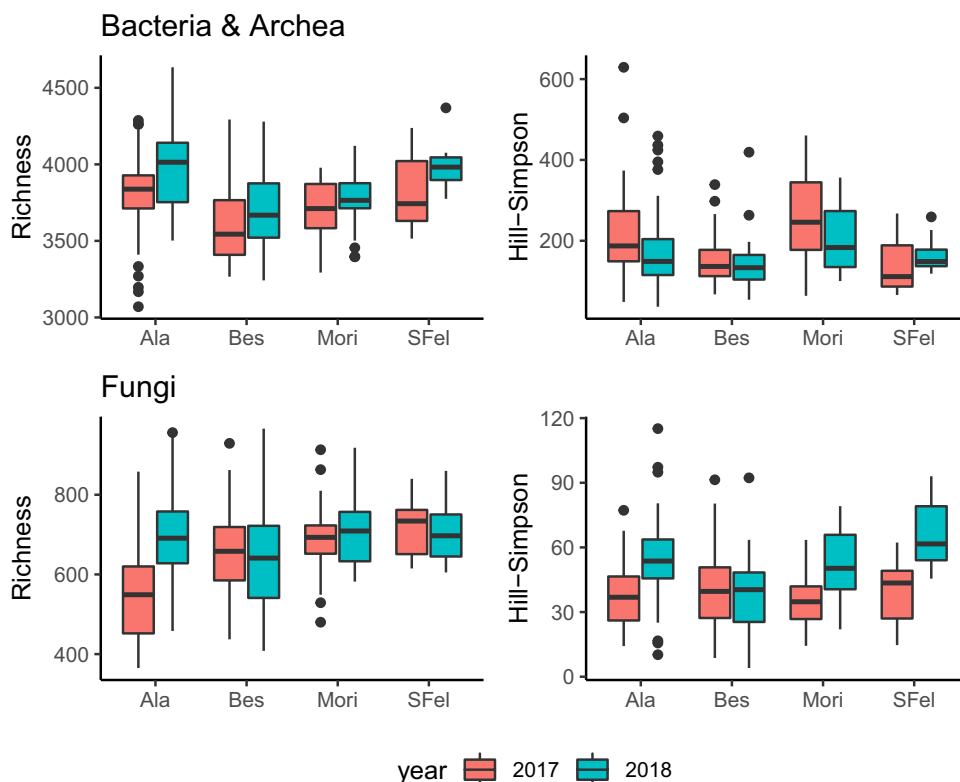 Bacteria & Archea
Richness
4500
4000
3500
3000
Ala Bes Mori SFel
Hill−Simpson
600
400
200
Ala Bes Mori SFel
Fungi
Richness
800
600
400
Ala Bes Mori SFel
Hill−Simpson
120
90
60
30
0
Ala Bes Mori SFel
year 2017 2018